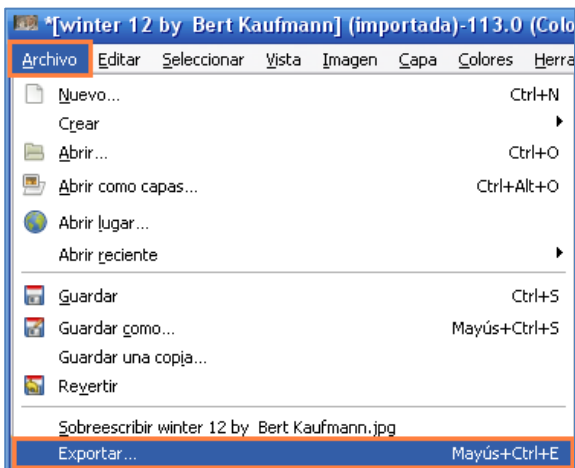 *[winter 12 by Bert Kaufmann] (importada)-113.0 (Colo
Archivo Editar Seleccionar Vista Imagen Capa Colores Herra
Nuevo... Ctrl+N
Crear
Abrir... Ctrl+O
Abrir como capas... Ctrl+Alt+O
Abrir lugar...
Abrir reciente
Guardar Ctrl+S
Guardar como... Mayús+Ctrl+S
Guardar una copia...
Revertir
Sobreescribir winter 12 by Bert Kaufmann.jpg
Exportar... Mayús+Ctrl+E